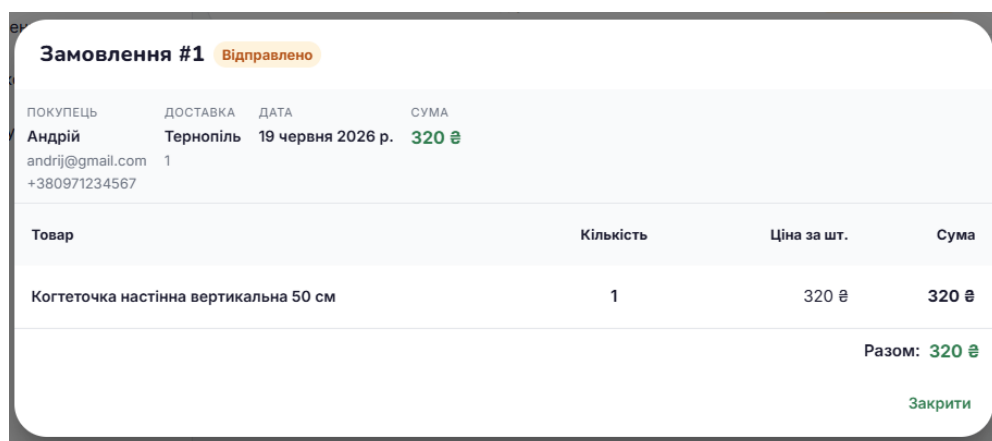 Замовлення #1 Відправлено
ПОКУПЕЦЬ ДОСТАВКА ДАТА СУМА
Андрій Тернопіль 19 червня 2026 р. 320 ₴
andrij@gmail.com 1
+380971234567
Товар Кількість Ціна за шт. Сума
Когтеточка настінна вертикальна 50 см 1 320 ₴ 320 ₴
Разом: 320 ₴
Закрити